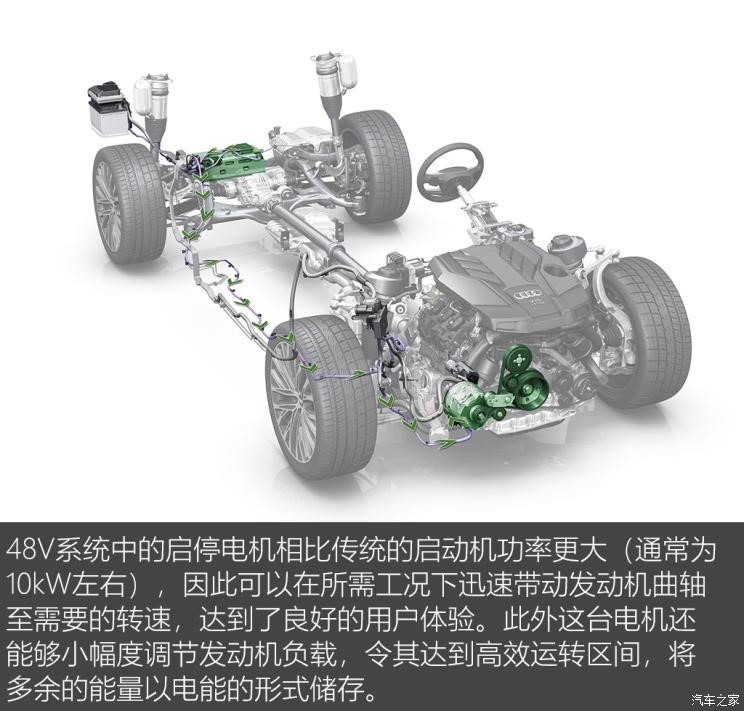 Audi
48V系统中的启停电机相比传统的启动机功率更大（通常为
10kW左右），因此可以在所需工况下迅速带动发动机曲轴
至需要的转速，达到了良好的用户体验。此外这台电机还
能够小幅度调节发动机负载，令其达到高效运转区间，将
多余的能量以电能的形式储存。
汽车之家